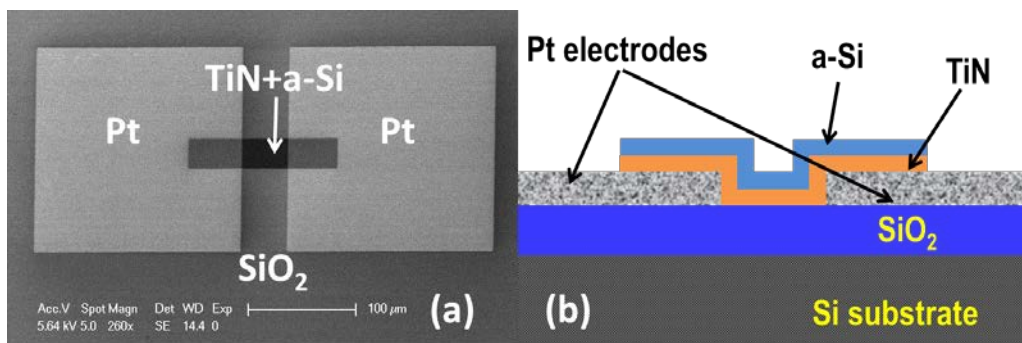 TiN+a-Si
Pt
Pt
SiO2
Acc.V Spot Magn Det WD Exp
5.64 kV 5.0 260x SE 14.4 0
100 μm
(a)
Pt electrodes
a-Si
TiN
SiO2
Si substrate
(b)